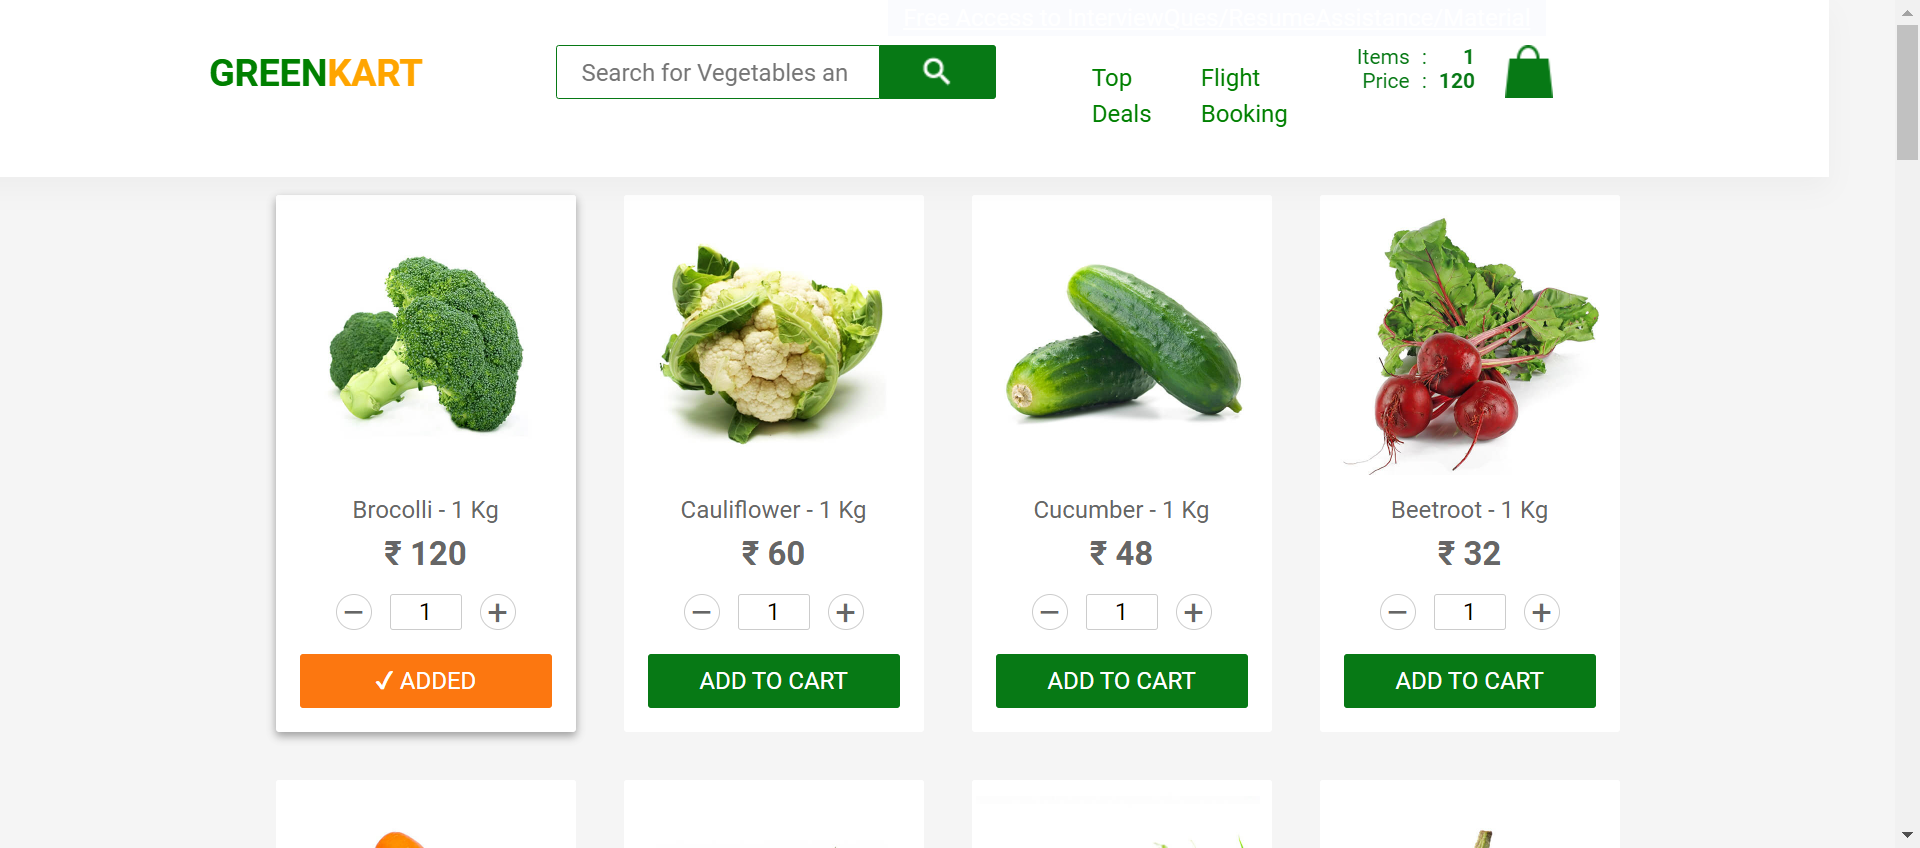 Free Access to InterviewQues/ResumeAssistance/Material
GREENKART
Search for Vegetables an
Top
Deals
Flight
Booking
Items : 1
Price : 120
Brocolli - 1 Kg
₹ 120
− 1 +
✓ ADDED
Cauliflower - 1 Kg
₹ 60
− 1 +
ADD TO CART
Cucumber - 1 Kg
₹ 48
− 1 +
ADD TO CART
Beetroot - 1 Kg
₹ 32
− 1 +
ADD TO CART